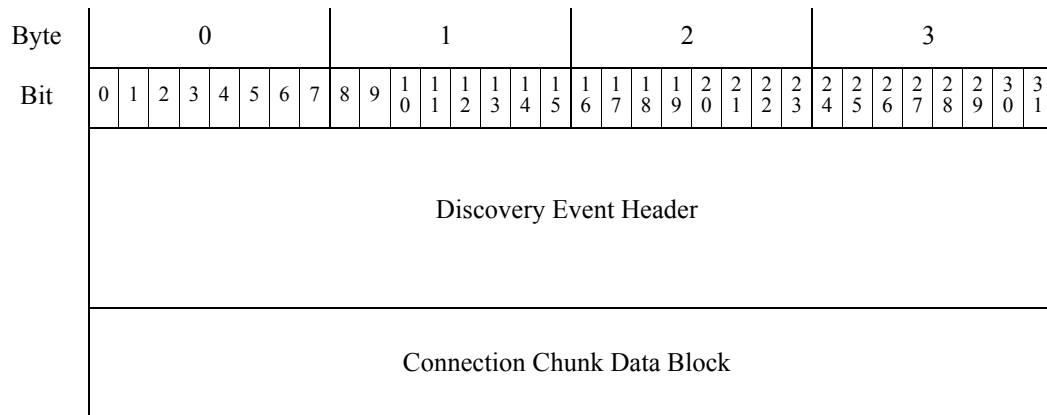 Byte 0 1 2 3
Bit 0 1 2 3 4 5 6 7 8 9 10 11 12 13 14 15 16 17 18 19 20 21 22 23 24 25 26 27 28 29 30 31
Discovery Event Header
Connection Chunk Data Block